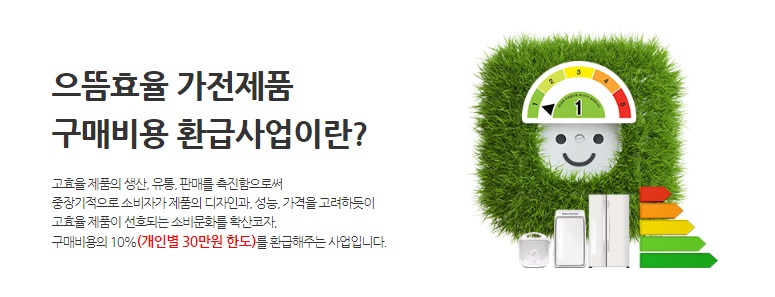 으뜸효율 가전제품
구매비용 환급사업이란?
고효율 제품의 생산, 유통, 판매를 촉진함으로써
중장기적으로 소비자가 제품의 디자인과, 성능, 가격을 고려하듯이
고효율 제품이 선호되는 소비문화를 확산코자,
구매비용의 10%(개인별 30만원 한도)를 환급해주는 사업입니다.
1 2 3 4 5
1